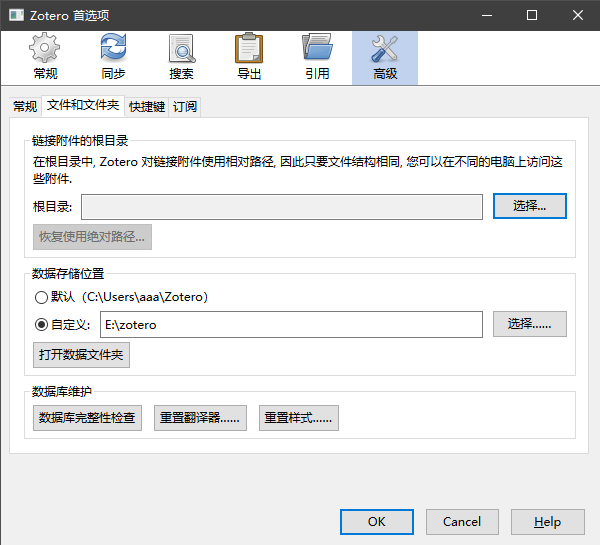 Zotero 首选项
常规 同步 搜索 导出 引用 高级
常规 文件和文件夹 快捷键 订阅
链接附件的根目录
在根目录中, Zotero 对链接附件使用相对路径, 因此只要文件结构相同, 您可以在不同的电脑上访问这
些附件.
根目录: 选择...
恢复使用绝对路径...
数据存储位置
默认（C:\Users\aaa\Zotero）
自定义: E:\zotero 选择......
打开数据文件夹
数据库维护
数据库完整性检查 重置翻译器...... 重置样式......
OK Cancel Help